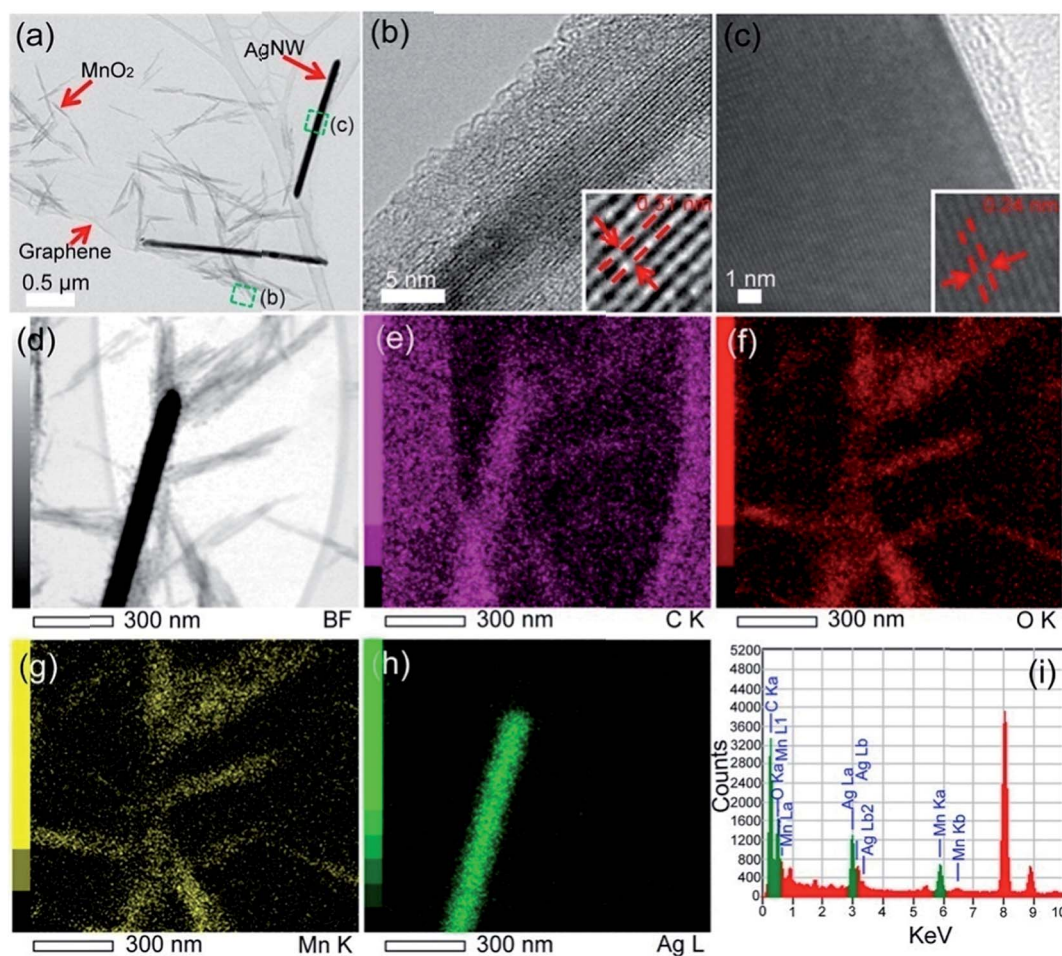 (a)
AgNW
MnO2
(c)
Graphene
0.5 µm
(b)
(b)
5 nm
0.31 nm
(c)
1 nm
0.24 nm
(d)
300 nm BF
(e)
300 nm C K
(f)
300 nm O K
(g)
300 nm Mn K
(h)
300 nm Ag L
(i)
5200
4800
4400
4000
3600
3200
2800
2400
2000
1600
1200
800
400
0
Counts
C Ka
Mn L1
O Ka
Mn La
Ag La
Ag Lb
Ag Lb2
Mn Ka
Mn Kb
0 1 2 3 4 5 6 7 8 9 10
KeV